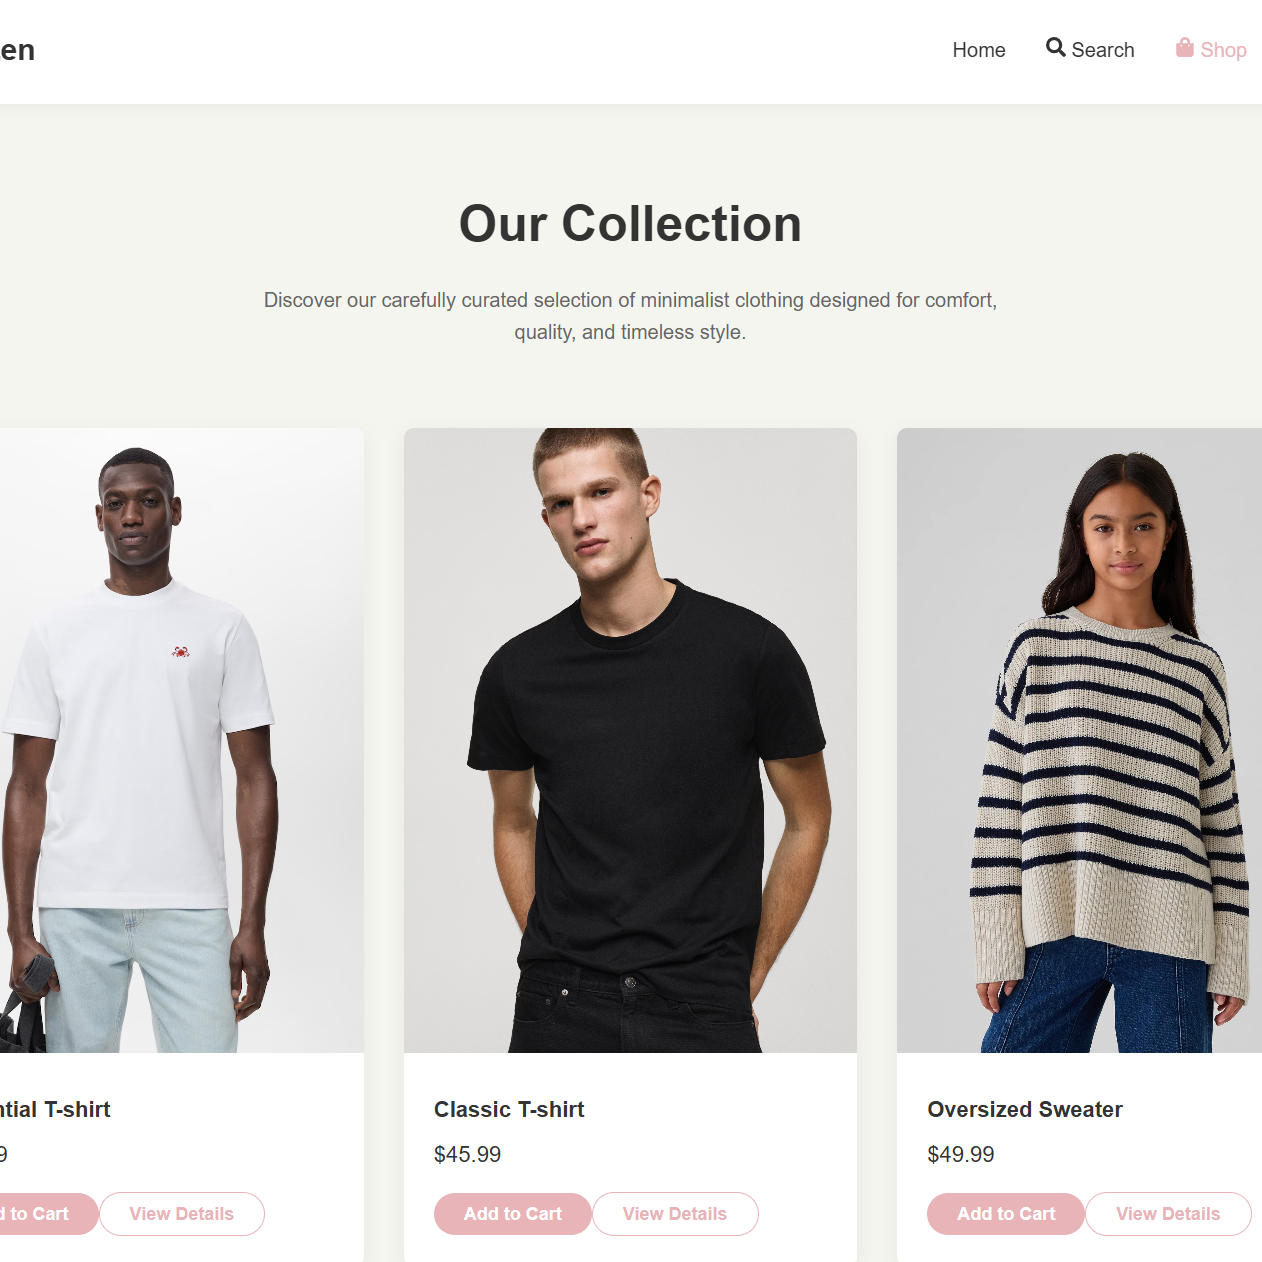 en
Home
Search
Shop
Our Collection
Discover our carefully curated selection of minimalist clothing designed for comfort,
quality, and timeless style.
ntial T-shirt
9
d to Cart
View Details
Classic T-shirt
$45.99
Add to Cart
View Details
Oversized Sweater
$49.99
Add to Cart
View Details